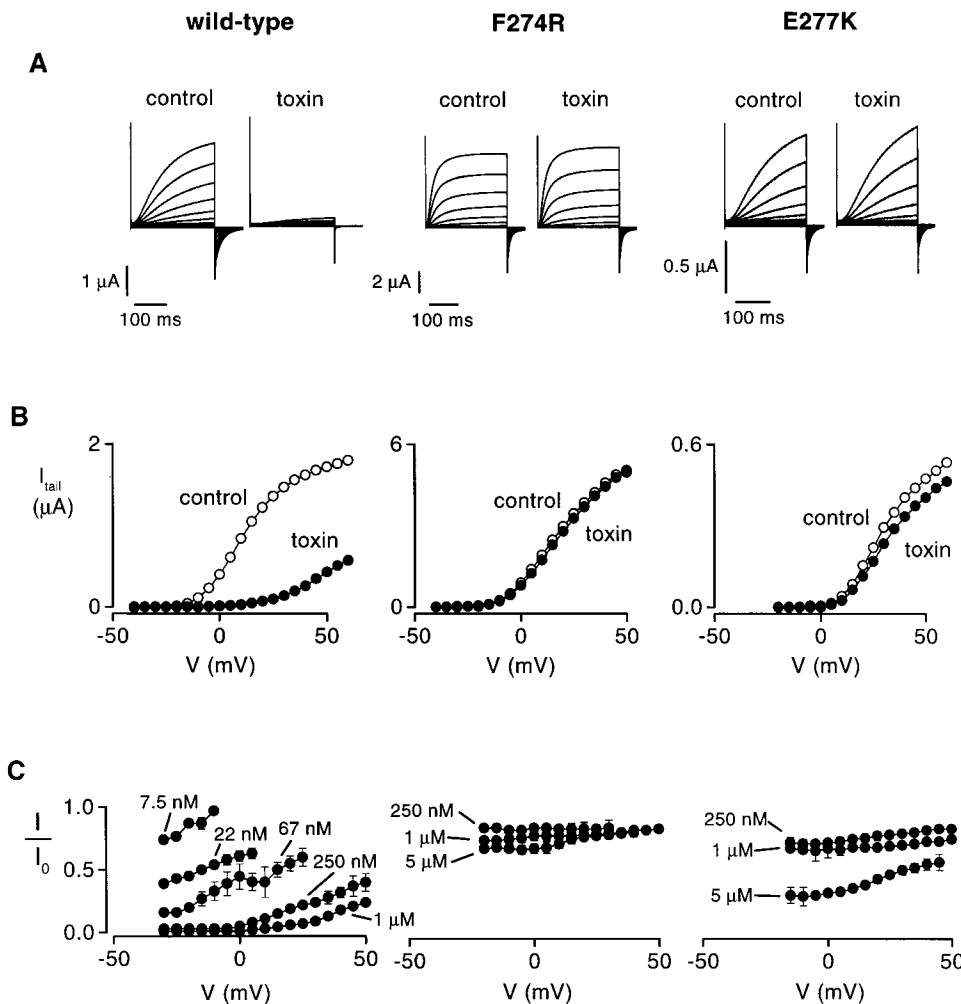 wild-type F274R E277K
A
control toxin control toxin control toxin
1 µA 2 µA 0.5 µA
100 ms 100 ms 100 ms
B
2 6 0.6
I tail (µA)
control control control
toxin toxin toxin
0 0 0.0
-50 0 50 -50 0 50 -50 0 50
V (mV) V (mV) V (mV)
C
I
I0
1.0
0.5
0.0
7.5 nM
22 nM
67 nM
250 nM
1 µM
250 nM
1 µM
5 µM
250 nM
1 µM
5 µM
-50 0 50 -50 0 50 -50 0 50
V (mV) V (mV) V (mV)